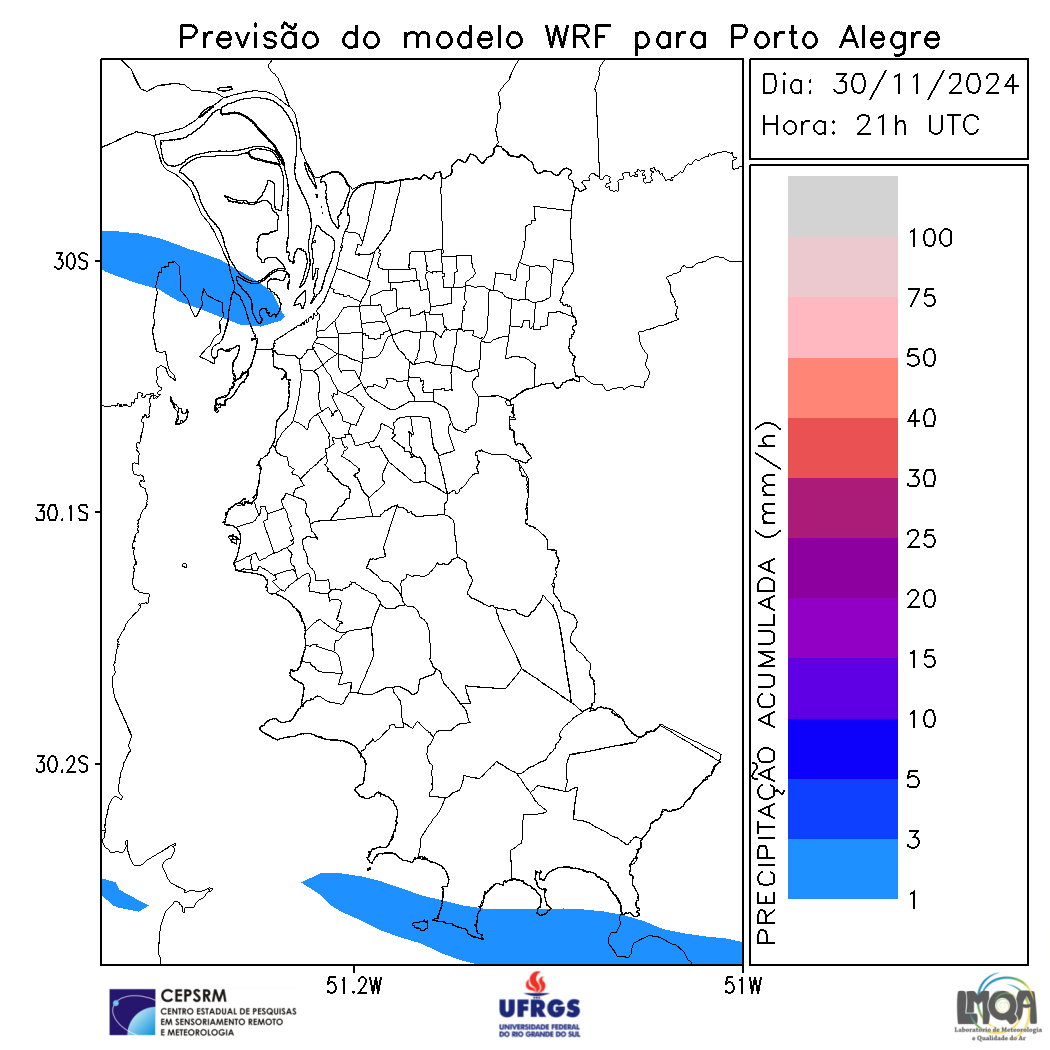 Previsão do modelo WRF para Porto Alegre
Dia: 30/11/2024
Hora: 21h UTC
30S
30.1S
30.2S
51.2W
51W
PRECIPITAÇÃO ACUMULADA (mm/h)
100
75
50
40
30
25
20
15
10
5
3
1
CEPSRM
CENTRO ESTADUAL DE PESQUISAS
EM SENSORIAMENTO REMOTO
E METEOROLOGIA
UFRGS
UNIVERSIDADE FEDERAL
DO RIO GRANDE DO SUL
LMQA
Laboratório de Meteorologia
e Qualidade do Ar